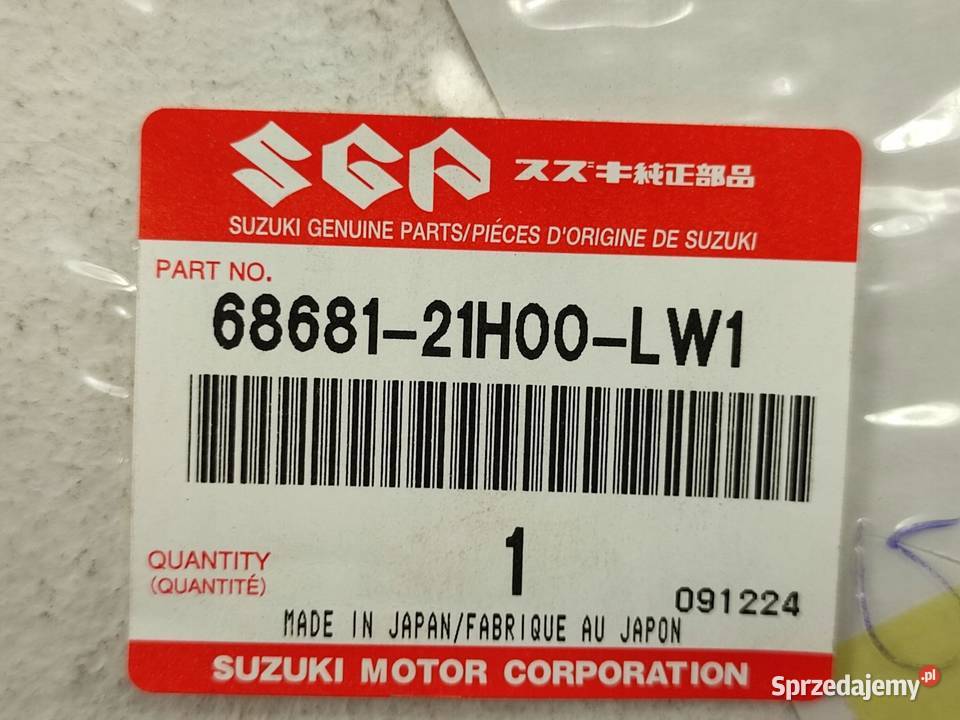 SGP スズキ純正部品
SUZUKI GENUINE PARTS/PIÉCES D'ORIGINE DE SUZUKI
PART NO.
68681-21H00-LW1
QUANTITY
(QUANTITÉ)
1
091224
MADE IN JAPAN/FABRIQUE AU JAPON
SUZUKI MOTOR CORPORATION
Sprzedajemy.pl